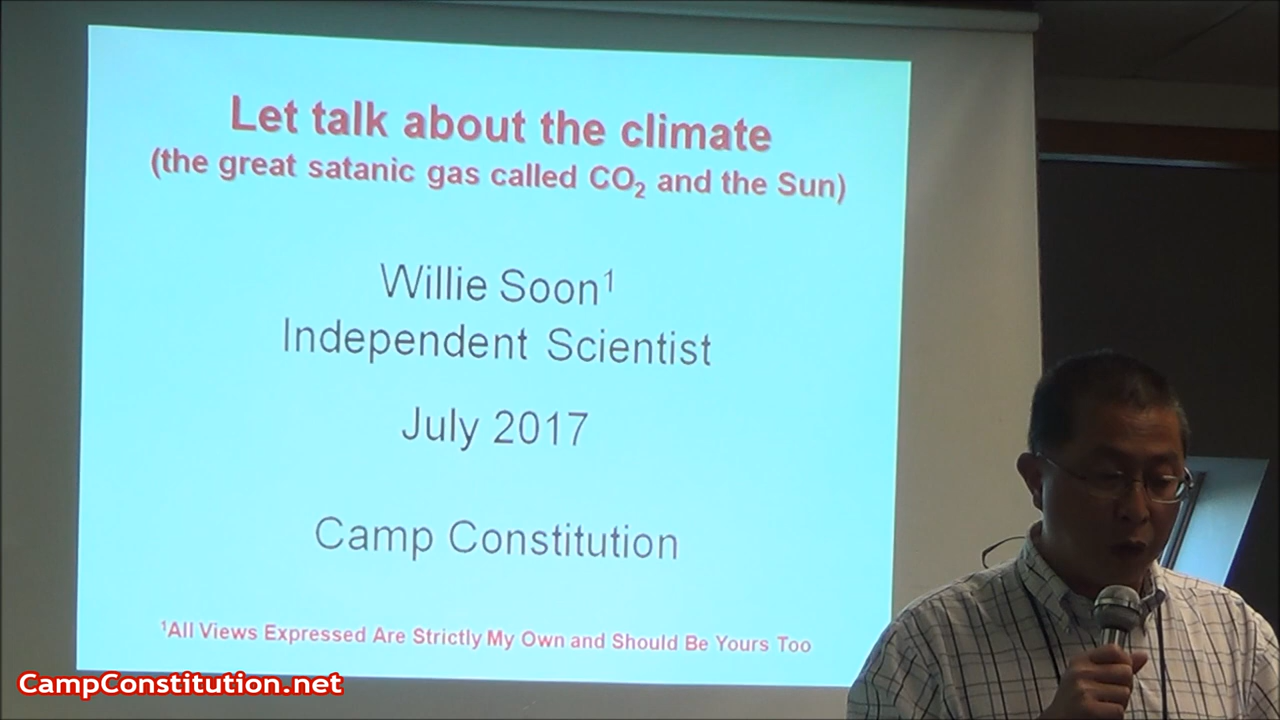 Let talk about the climate
(the great satanic gas called CO₂ and the Sun)
Willie Soon¹
Independent Scientist
July 2017
Camp Constitution
¹All Views Expressed Are Strictly My Own and Should Be Yours Too
CampConstitution.net